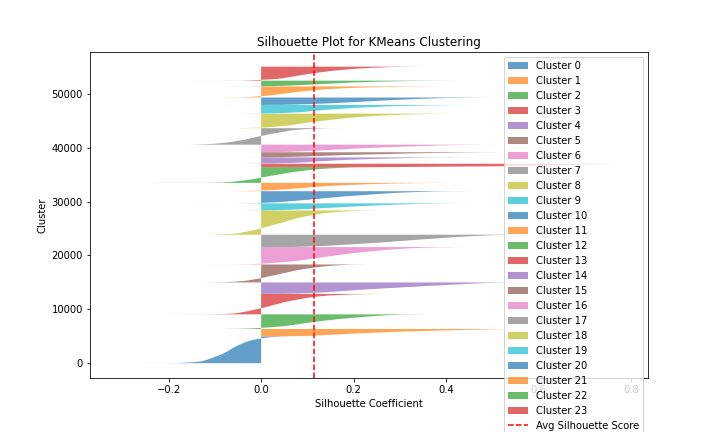 Silhouette Plot for KMeans Clustering
Cluster
50000
40000
30000
20000
10000
0
−0.2
0.0
0.2
0.4
0.6
0.8
Silhouette Coefficient
Cluster 0
Cluster 1
Cluster 2
Cluster 3
Cluster 4
Cluster 5
Cluster 6
Cluster 7
Cluster 8
Cluster 9
Cluster 10
Cluster 11
Cluster 12
Cluster 13
Cluster 14
Cluster 15
Cluster 16
Cluster 17
Cluster 18
Cluster 19
Cluster 20
Cluster 21
Cluster 22
Cluster 23
Avg Silhouette Score